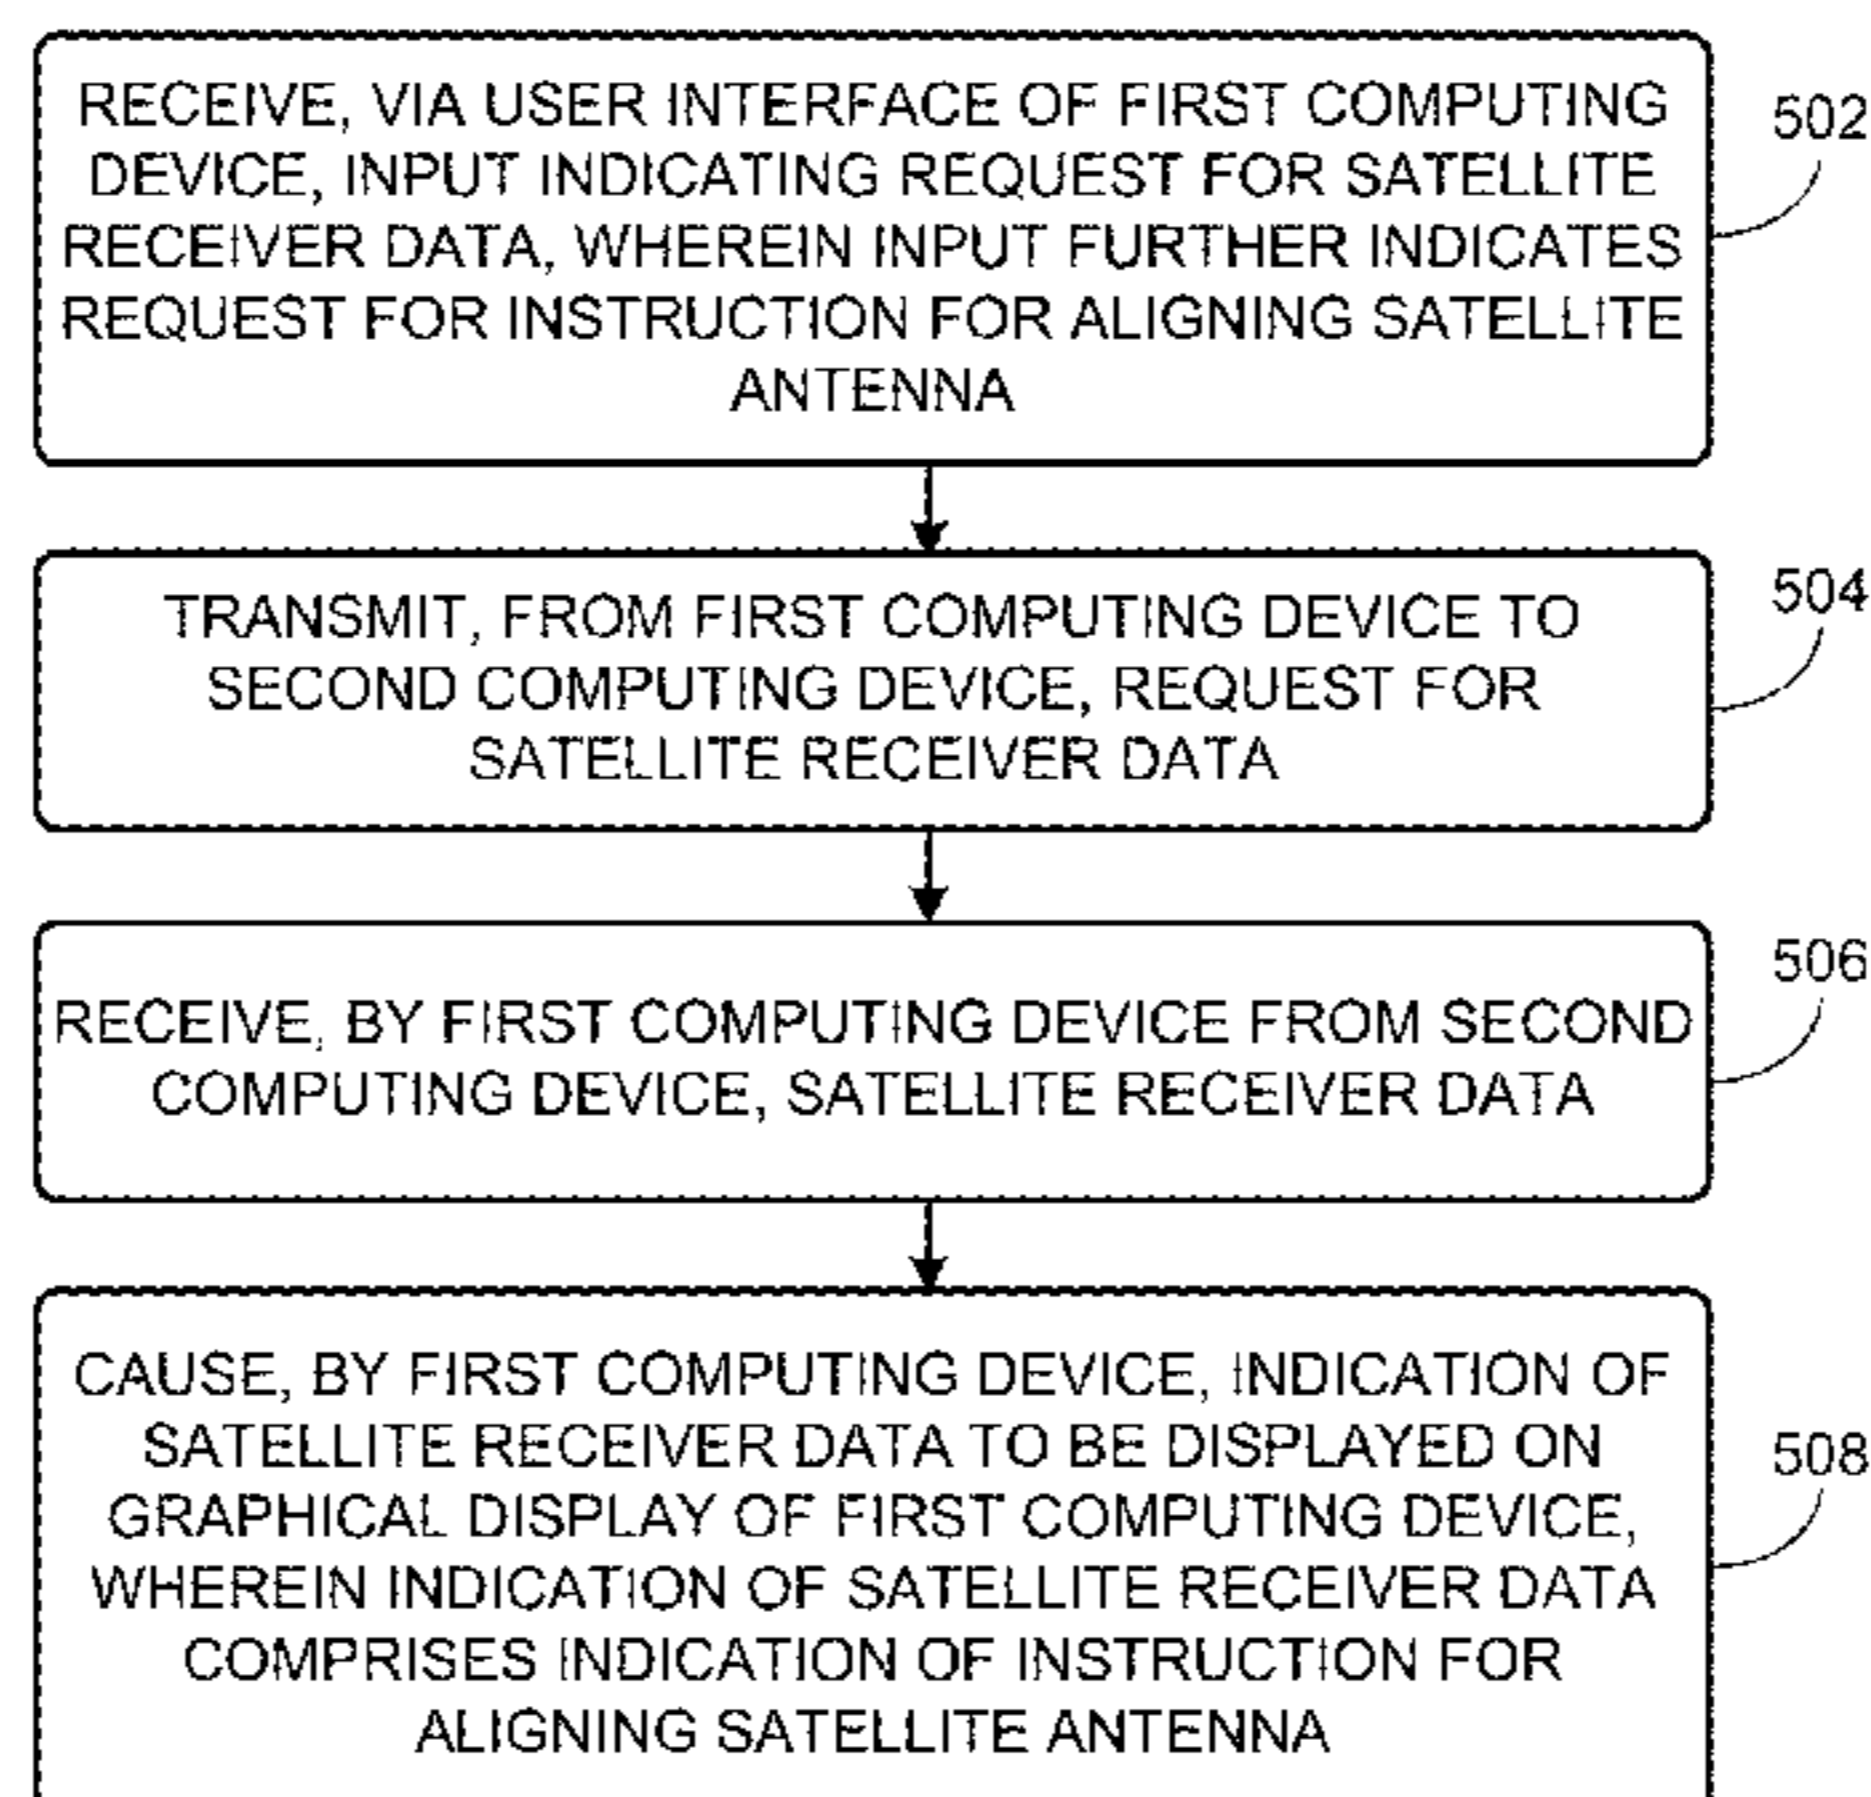 RECEIVE, VIA USER INTERFACE OF FIRST COMPUTING
DEVICE, INPUT INDICATING REQUEST FOR SATELLITE
RECEIVER DATA, WHEREIN INPUT FURTHER INDICATES
REQUEST FOR INSTRUCTION FOR ALIGNING SATELLITE
ANTENNA
502
TRANSMIT, FROM FIRST COMPUTING DEVICE TO
SECOND COMPUTING DEVICE, REQUEST FOR
SATELLITE RECEIVER DATA
504
RECEIVE, BY FIRST COMPUTING DEVICE FROM SECOND
COMPUTING DEVICE, SATELLITE RECEIVER DATA
506
CAUSE, BY FIRST COMPUTING DEVICE, INDICATION OF
SATELLITE RECEIVER DATA TO BE DISPLAYED ON
GRAPHICAL DISPLAY OF FIRST COMPUTING DEVICE,
WHEREIN INDICATION OF SATELLITE RECEIVER DATA
COMPRISES INDICATION OF INSTRUCTION FOR
ALIGNING SATELLITE ANTENNA
508